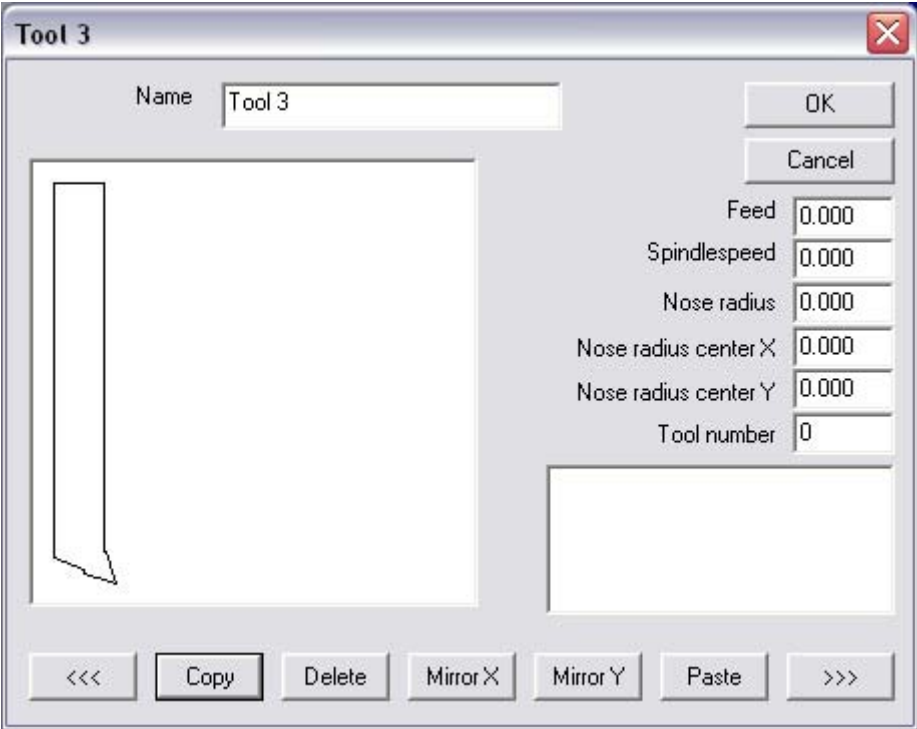 Tool 3
Name Tool 3
OK
Cancel
Feed 0.000
Spindlespeed 0.000
Nose radius 0.000
Nose radius center X 0.000
Nose radius center Y 0.000
Tool number 0
<<< Copy Delete Mirror X Mirror Y Paste >>>